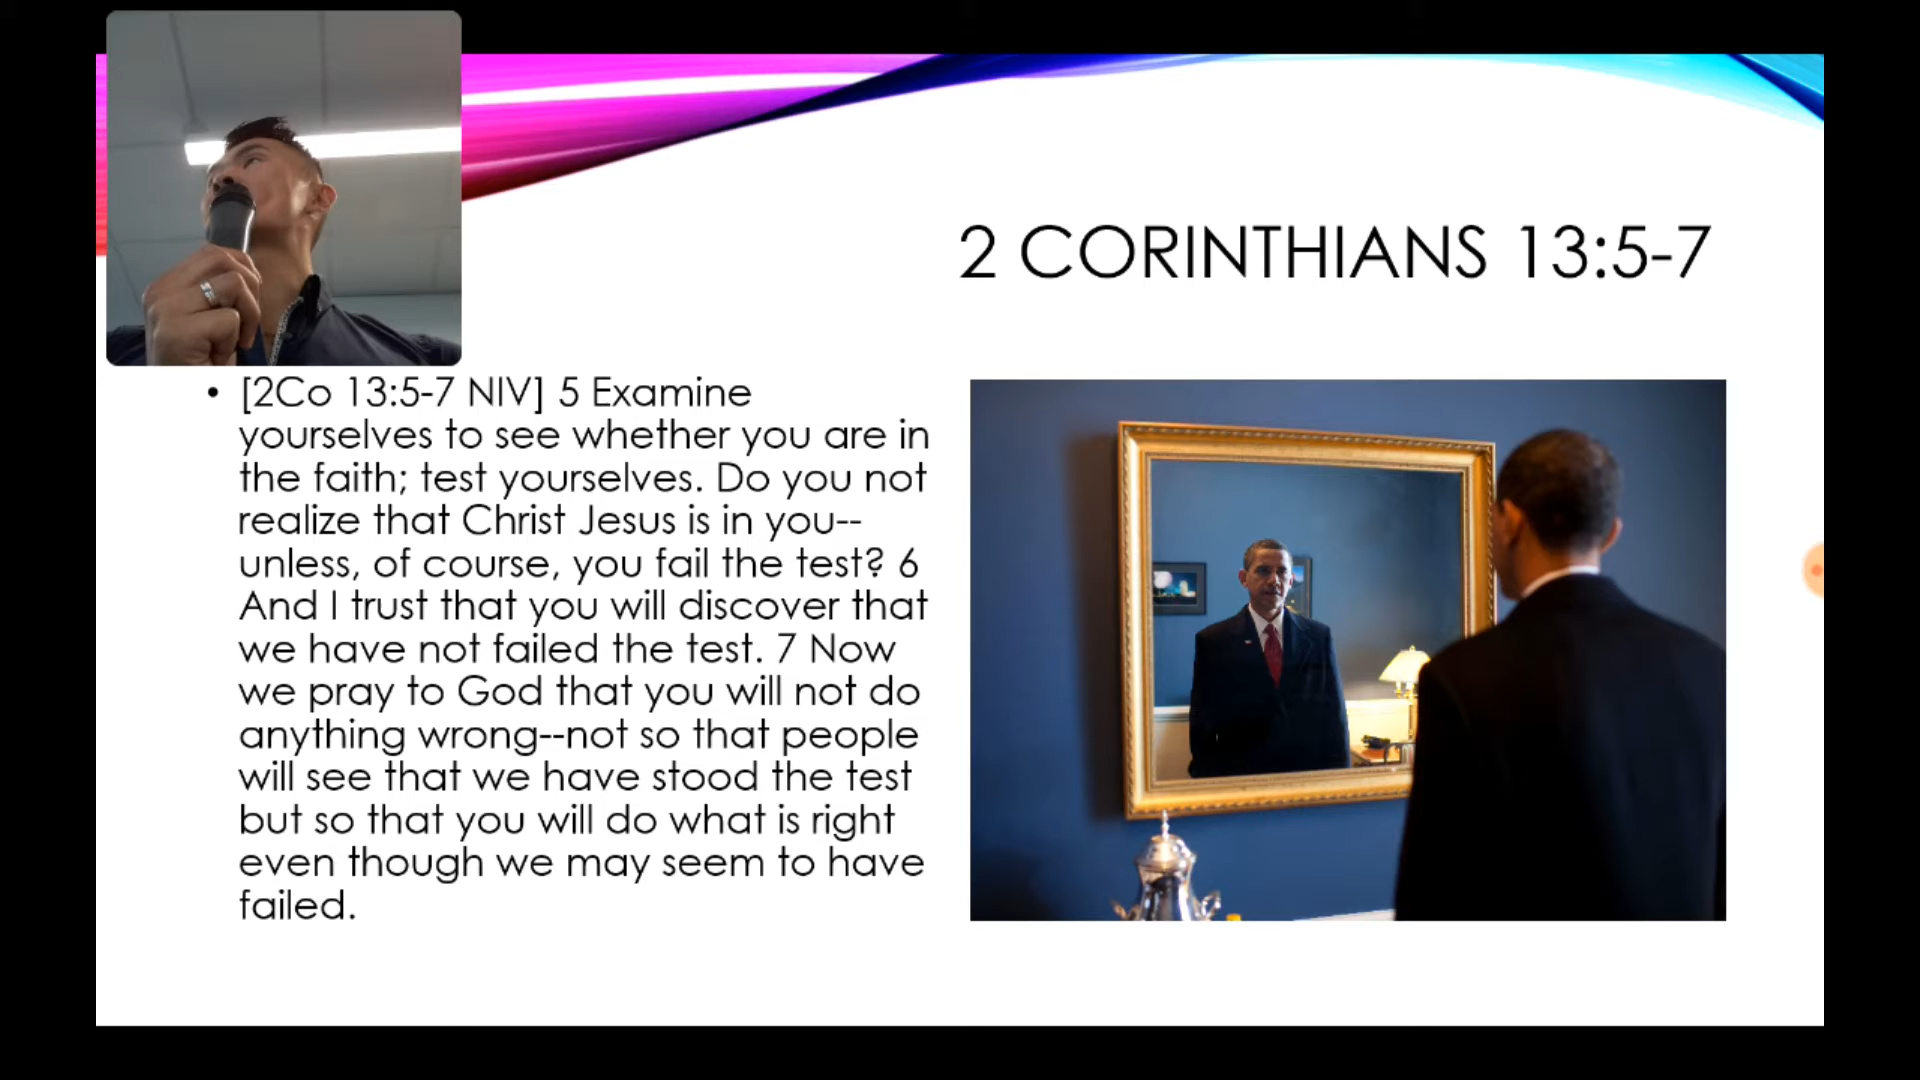 2 CORINTHIANS 13:5-7
• [2Co 13:5-7 NIV] 5 Examine
yourselves to see whether you are in
the faith; test yourselves. Do you not
realize that Christ Jesus is in you--
unless, of course, you fail the test? 6
And I trust that you will discover that
we have not failed the test. 7 Now
we pray to God that you will not do
anything wrong--not so that people
will see that we have stood the test
but so that you will do what is right
even though we may seem to have
failed.